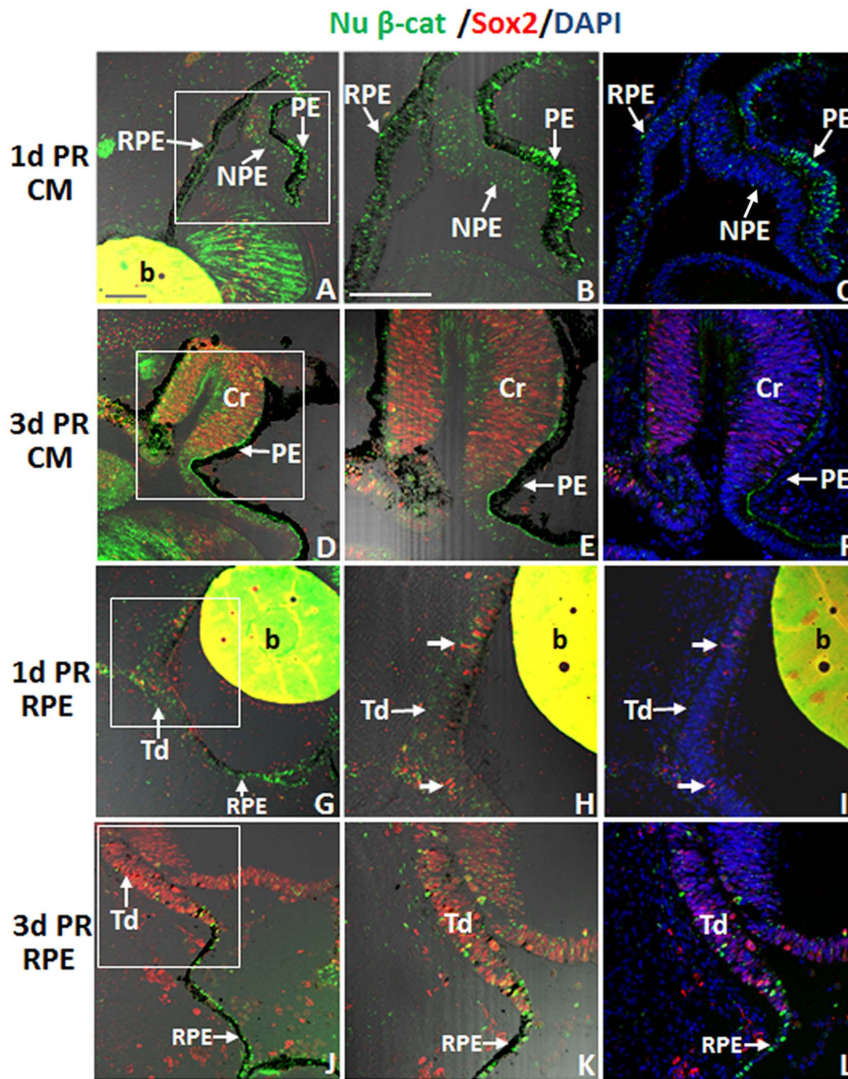 Nu β-cat /Sox2/DAPI
1d PR
CM
RPE
NPE
PE
b
A
RPE
PE
NPE
B
RPE
PE
NPE
C
3d PR
CM
Cr
PE
D
PE
E
Cr
PE
F
1d PR
RPE
b
Td
RPE
G
Td
b
H
Td
b
I
3d PR
RPE
Td
RPE
J
Td
RPE
K
Td
RPE
L